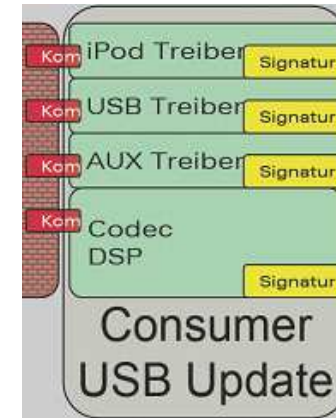 Kom iPod Treiber Signatur
Kom USB Treiber Signatur
Kom AUX Treiber Signatur
Kom Codec
DSP
Signatur
Consumer
USB Update